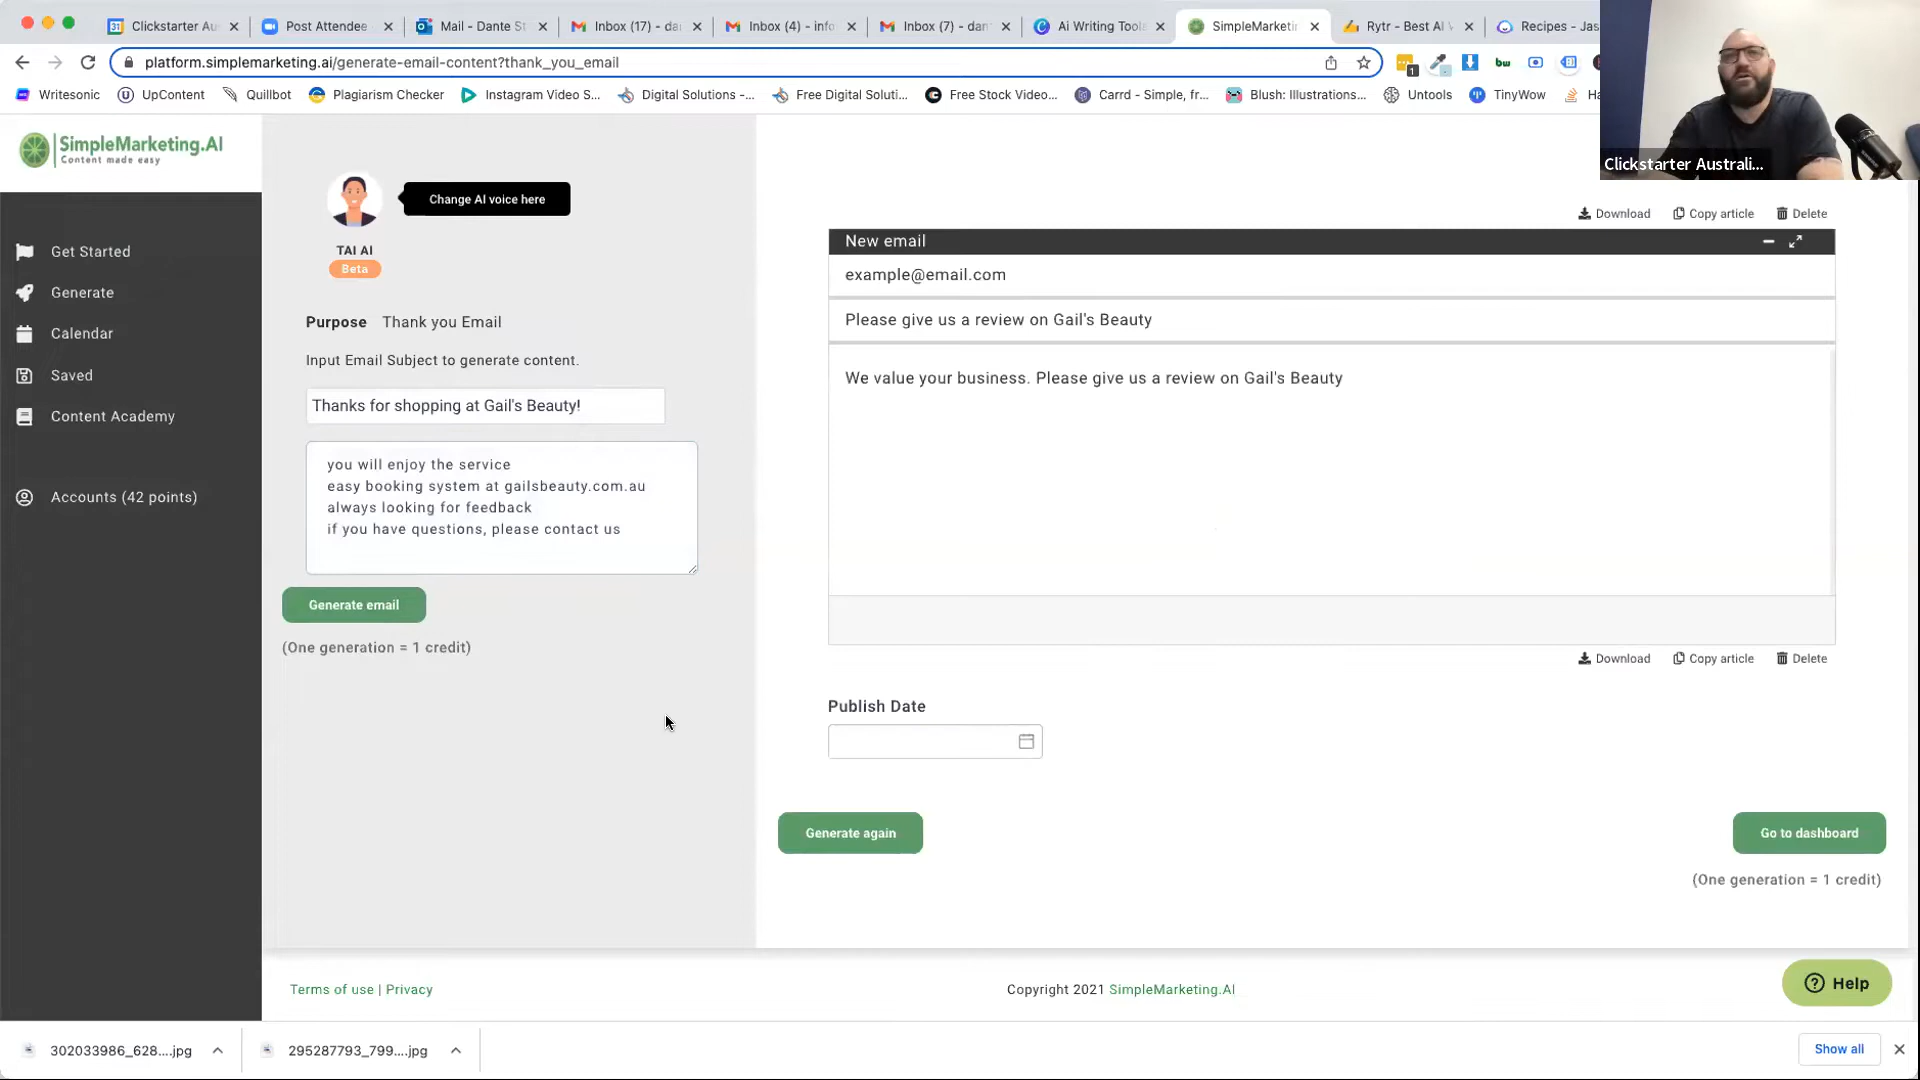 Clickstarter Au
Post Attendee
Mail - Dante St
Inbox (17) - da
Inbox (4) - info
Inbox (7) - dan
Ai Writing Tool
SimpleMarketin
Rytr - Best AI
Recipes - Jas
platform.simplemarketing.ai/generate-email-content?thank_you_email
1
bw
Writesonic
UpContent
Quillbot
Plagiarism Checker
Instagram Video S...
Digital Solutions -...
Free Digital Soluti...
Free Stock Video...
Carrd - Simple, fr...
Blush: Illustrations...
Untools
TinyWow
Ha
Clickstarter Australi...
SimpleMarketing.AI
Content made easy
Get Started
Generate
Calendar
Saved
Content Academy
Accounts (42 points)
Change AI voice here
TAI AI
Beta
Purpose Thank you Email
Input Email Subject to generate content.
Thanks for shopping at Gail's Beauty!
you will enjoy the service
easy booking system at gailsbeauty.com.au
always looking for feedback
if you have questions, please contact us
Generate email
(One generation = 1 credit)
Download Copy article Delete
New email
example@email.com
Please give us a review on Gail's Beauty
We value your business. Please give us a review on Gail's Beauty
Download Copy article Delete
Publish Date
Generate again
Go to dashboard
(One generation = 1 credit)
Terms of use | Privacy
Copyright 2021 SimpleMarketing.AI
Help
302033986_628....jpg
295287793_799....jpg
Show all